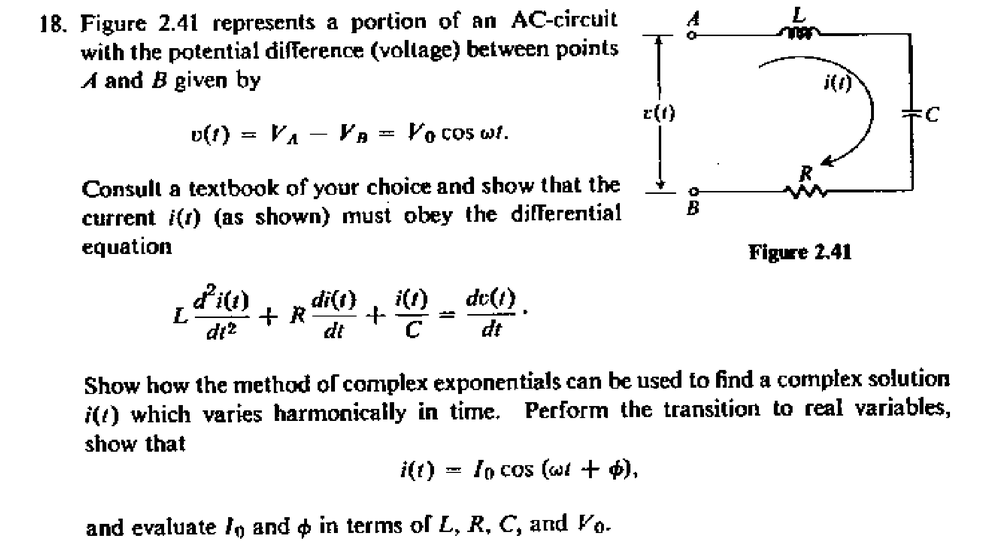 18. Figure 2.41 represents a portion of an AC-circuit
with the potential difference (voltage) between points
A and B given by
v(t) = V_A − V_B = V_0 cos ωt.
Consult a textbook of your choice and show that the
current i(t) (as shown) must obey the differential
equation
L d²i(t)/dt² + R di(t)/dt + i(t)/C = dv(t)/dt.
A
L
i(t)
v(t)
C
R
B
Figure 2.41
Show how the method of complex exponentials can be used to find a complex solution
i(t) which varies harmonically in time. Perform the transition to real variables,
show that
i(t) = I_0 cos (ωt + ϕ),
and evaluate I_0 and ϕ in terms of L, R, C, and V_0.